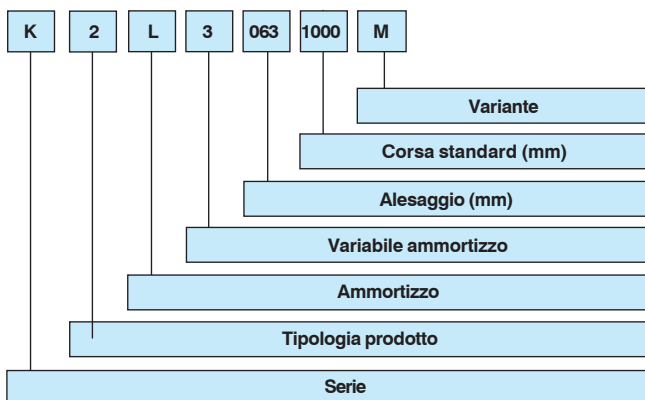 K 2 L 3 063 1000 M
Variante
Corsa standard (mm)
Alesaggio (mm)
Variabile ammortizzo
Ammortizzo
Tipologia prodotto
Serie